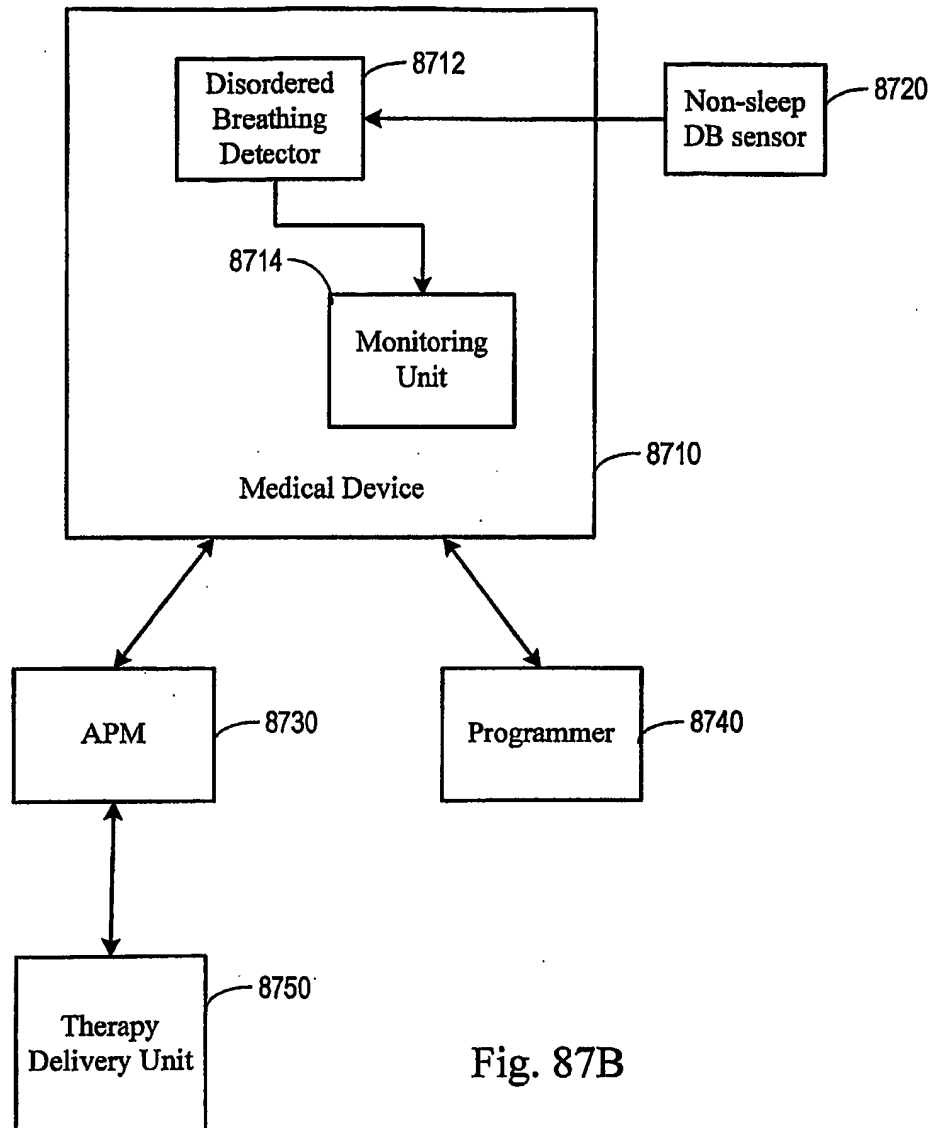 8712
Disordered
Breathing
Detector
Non-sleep
DB sensor
8720
8714
Monitoring
Unit
8710
Medical Device
APM
8730
Programmer
8740
8750
Therapy
Delivery Unit
Fig. 87B